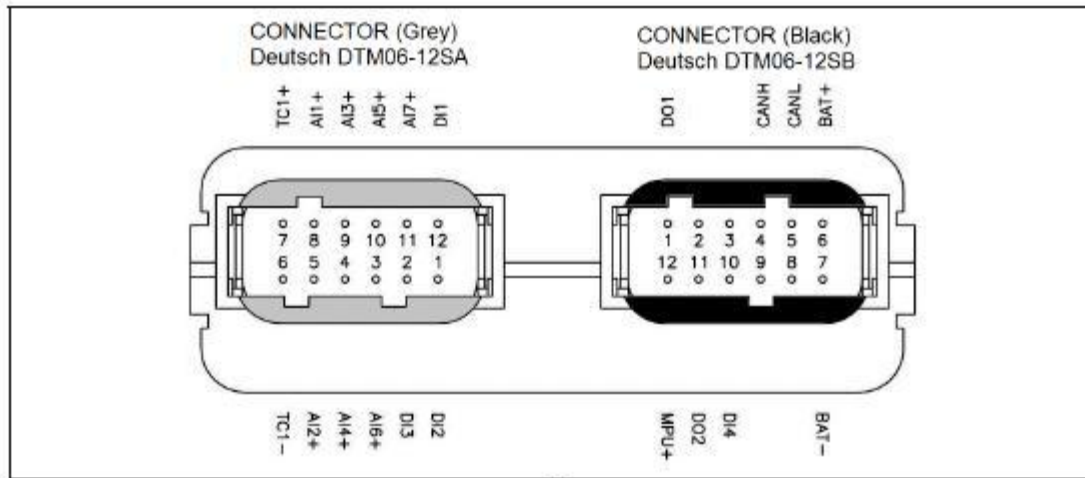 CONNECTOR (Grey)
Deutsch DTM06-12SA
CONNECTOR (Black)
Deutsch DTM06-12SB
TC1+ AI1+ AI3+ AI5+ AI7+ DI1
DO1 CANH CANL BAT+
7 8 9 10 11 12
6 5 4 3 2 1
1 2 3 4 5 6
12 11 10 9 8 7
TC1- AI2+ AI4+ AI6+ DI3 DI2
MPU+ DO2 DI4 BAT-